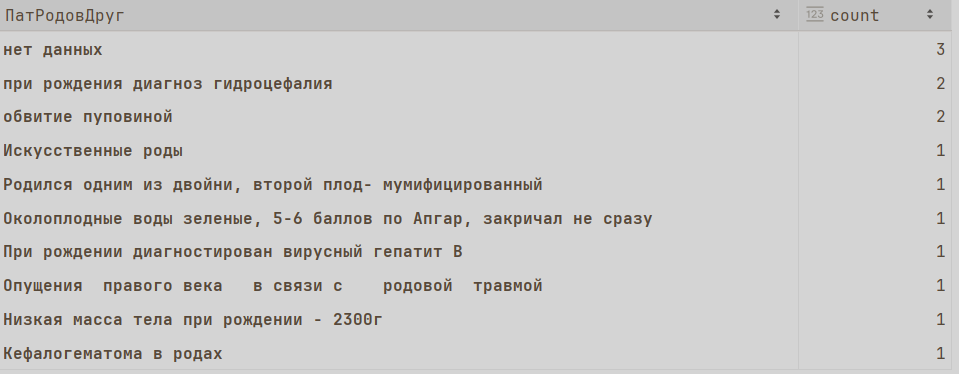 ПатРодовДруг 123 count
нет данных 3
при рождения диагноз гидроцефалия 2
обвитие пуповиной 2
Искусственные роды 1
Родился одним из двойни, второй плод- мумифицированный 1
Околоплодные воды зеленые, 5-6 баллов по Апгар, закричал не сразу 1
При рождении диагностирован вирусный гепатит В 1
Опущения  правого века   в связи с    родовой  травмой 1
Низкая масса тела при рождении - 2300г 1
Кефалогематома в родах 1